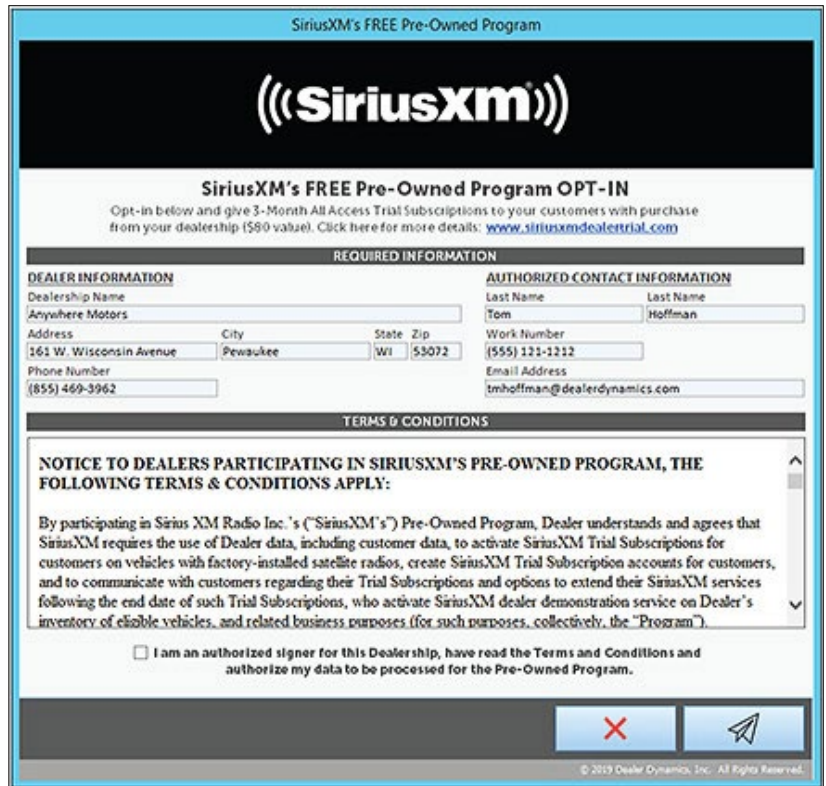 SiriusXM's FREE Pre-Owned Program
((SiriusXM))
SiriusXM's FREE Pre-Owned Program OPT-IN
Opt-in below and give 3-Month All Access Trial Subscriptions to your customers with purchase
from your dealership ($80 value). Click here for more details: www.siriusxmdealertrial.com
REQUIRED INFORMATION
DEALER INFORMATION
Dealership Name
Anywhere Motors
Address City State Zip
161 W. Wisconsin Avenue Pewaukee WI 53072
Phone Number
(855) 469-3962
AUTHORIZED CONTACT INFORMATION
Last Name Last Name
Tom Hoffman
Work Number
(555) 121-1212
Email Address
tmhoffman@dealerdynamics.com
TERMS & CONDITIONS
NOTICE TO DEALERS PARTICIPATING IN SIRIUSXM'S PRE-OWNED PROGRAM, THE
FOLLOWING TERMS & CONDITIONS APPLY:
By participating in Sirius XM Radio Inc.'s ("SiriusXM's") Pre-Owned Program, Dealer understands and agrees that
SiriusXM requires the use of Dealer data, including customer data, to activate SiriusXM Trial Subscriptions for
customers on vehicles with factory-installed satellite radios, create SiriusXM Trial Subscription accounts for customers,
and to communicate with customers regarding their Trial Subscriptions and options to extend their SiriusXM services
following the end date of such Trial Subscriptions, who activate SiriusXM dealer demonstration service on Dealer's
inventory of eligible vehicles, and related business purposes (for such purposes, collectively, the "Program").
I am an authorized signer for this Dealership, have read the Terms and Conditions and
authorize my data to be processed for the Pre-Owned Program.
© 2019 Dealer Dynamics, Inc. All Rights Reserved.